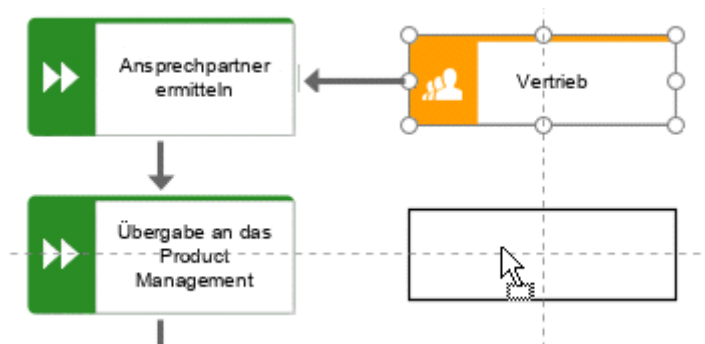 Ansprechpartner
ermitteln
Vertrieb
Übergabe an das
Product
Management